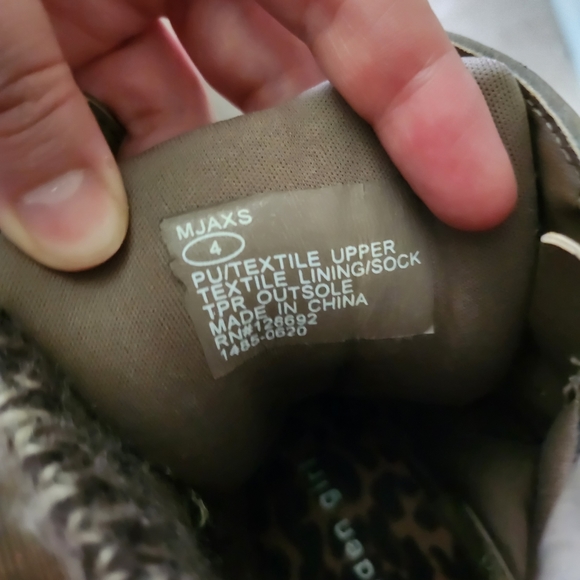 MJAXS
4
PU/TEXTILE UPPER
TEXTILE LINING/SOCK
TPR OUTSOLE
MADE IN CHINA
RN#128692
1485-0620